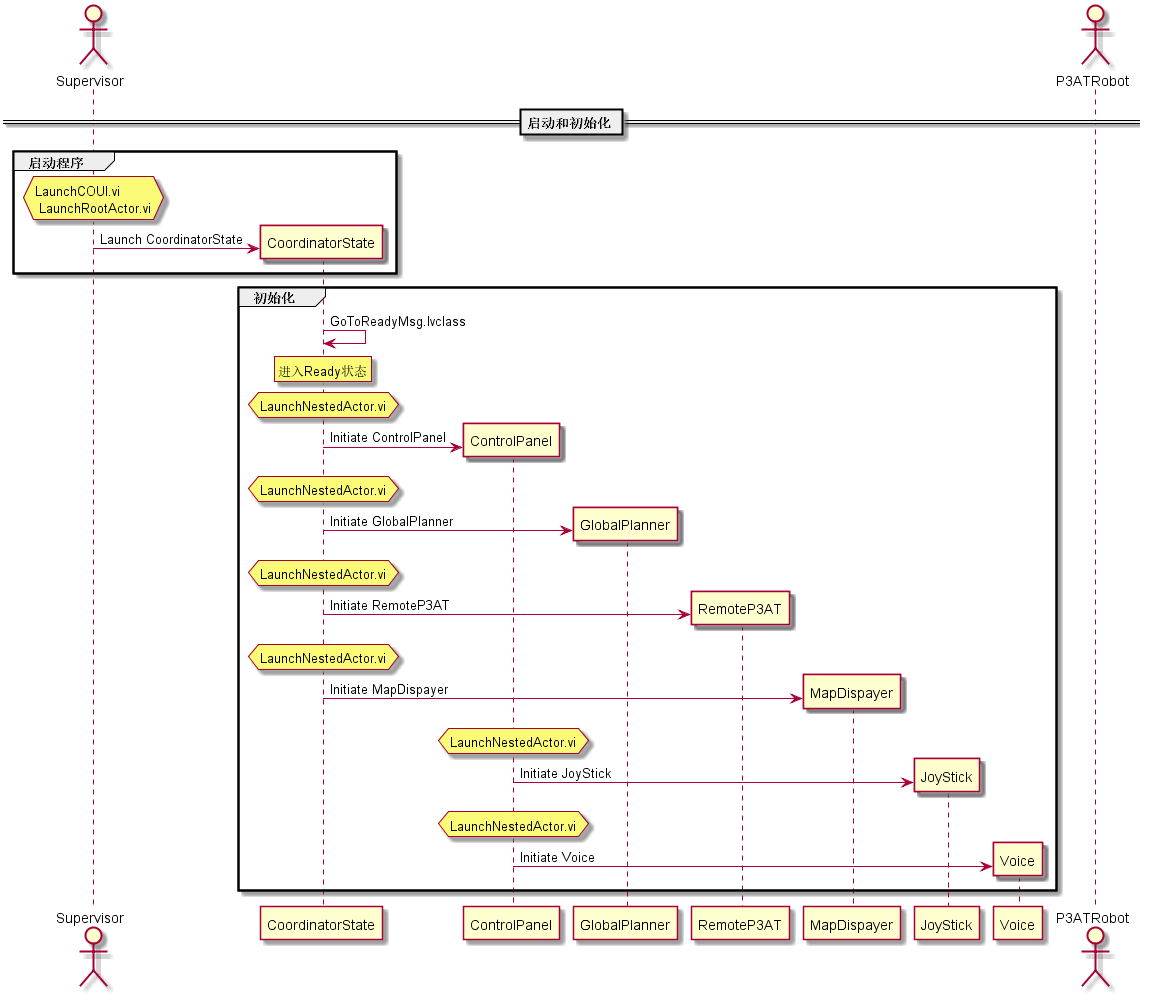 Supervisor
P3ATRobot
启动和初始化
启动程序
LaunchCOUI.vi
LaunchRootActor.vi
Launch CoordinatorState
CoordinatorState
初始化
GoToReadyMsg.lvclass
进入Ready状态
LaunchNestedActor.vi
Initiate ControlPanel
ControlPanel
LaunchNestedActor.vi
Initiate GlobalPlanner
GlobalPlanner
LaunchNestedActor.vi
Initiate RemoteP3AT
RemoteP3AT
LaunchNestedActor.vi
Initiate MapDispayer
MapDispayer
LaunchNestedActor.vi
Initiate JoyStick
JoyStick
LaunchNestedActor.vi
Initiate Voice
Voice
Supervisor
CoordinatorState
ControlPanel
GlobalPlanner
RemoteP3AT
MapDispayer
JoyStick
Voice
P3ATRobot